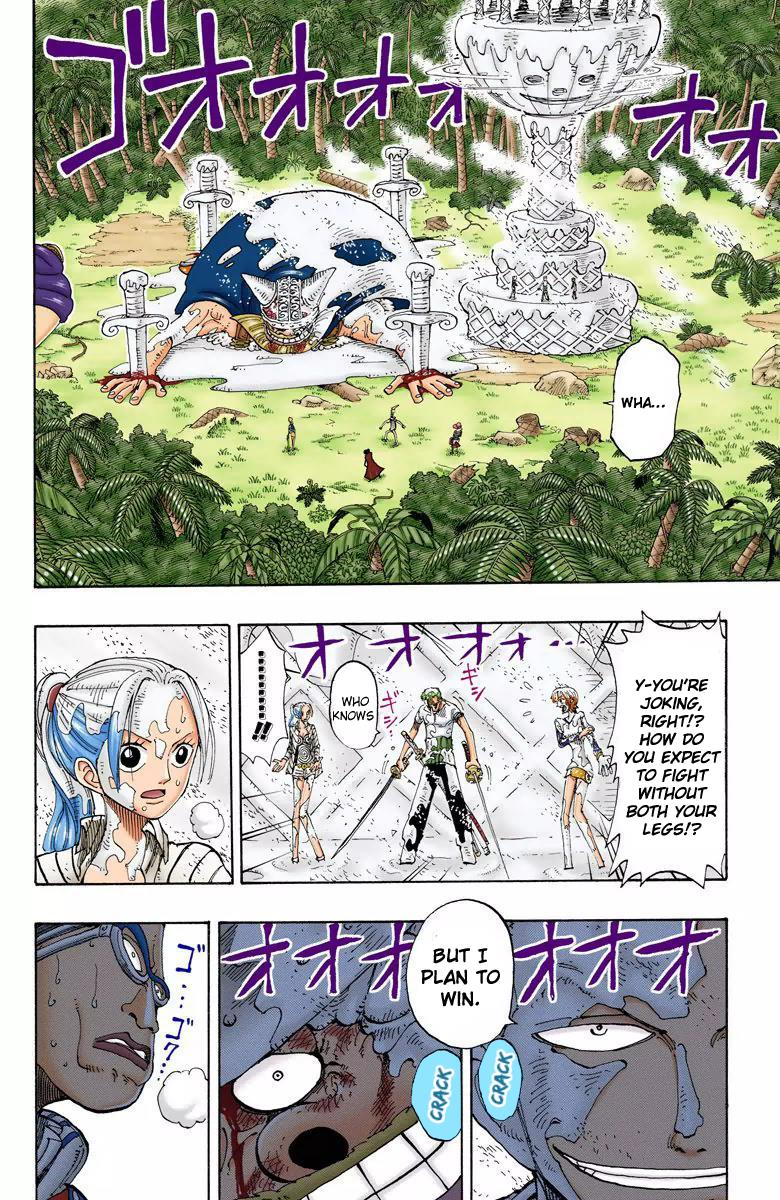 ゴオオオオ
オオ
WHA...
Y-YOU'RE
JOKING,
RIGHT!?
HOW DO
YOU EXPECT
TO FIGHT
WITHOUT
BOTH YOUR
LEGS!?
オオオオ...
ギシ
ギシ
WHO
KNOWS
..........!!
オオ
BUT I
PLAN TO
WIN.
オオオ
CRACK
CRACK
ゴ...ゴク...